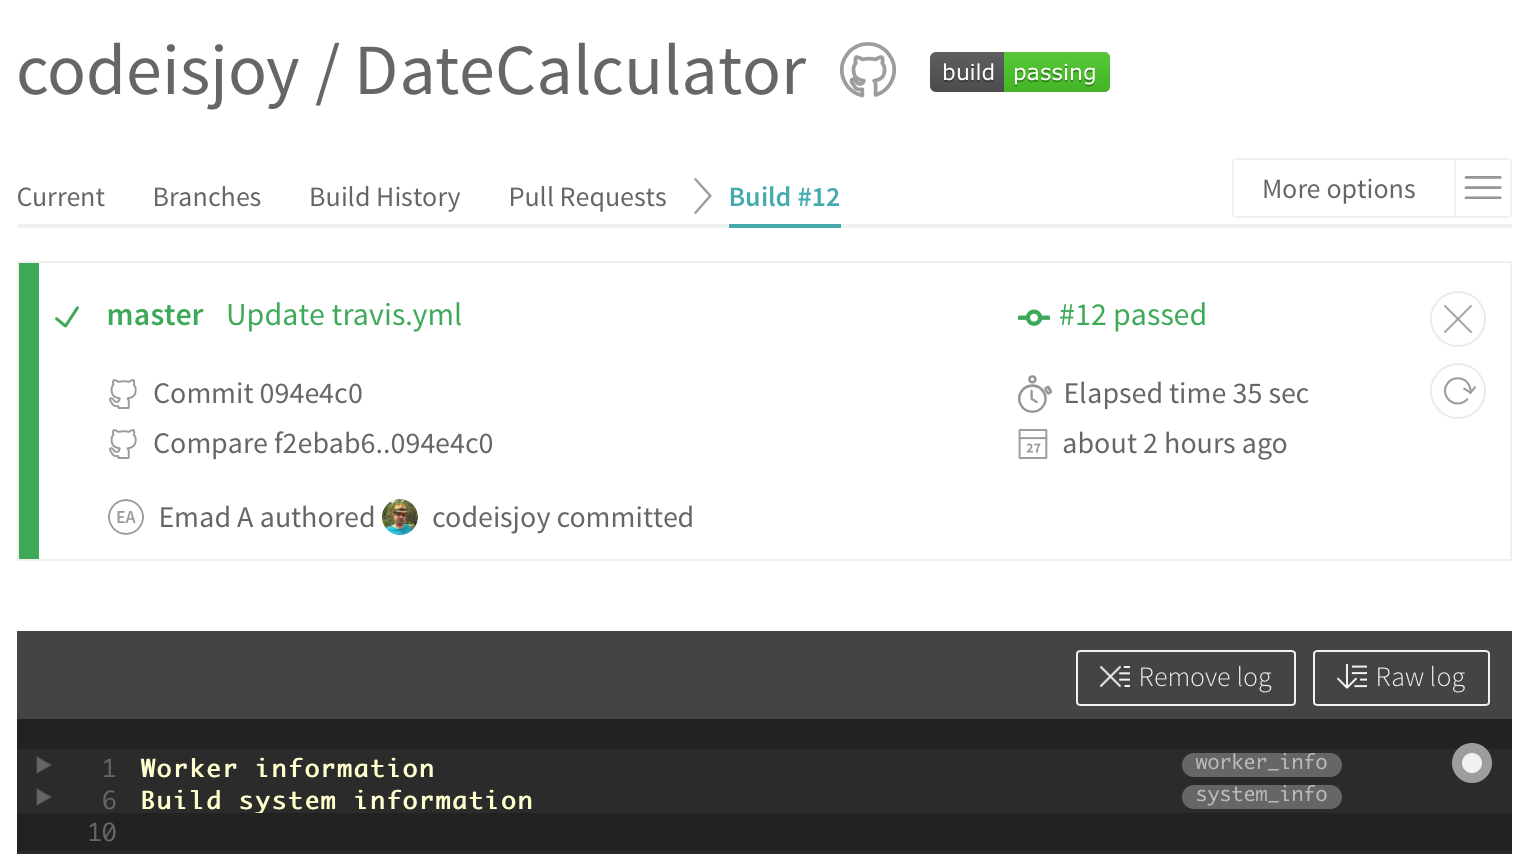 codeisjoy / DateCalculator build passing
Current Branches Build History Pull Requests Build #12 More options
master Update travis.yml #12 passed
Commit 094e4c0 Elapsed time 35 sec
Compare f2ebab6..094e4c0 27 about 2 hours ago
EA Emad A authored codeisjoy committed
Remove log Raw log
1 Worker information worker_info
6 Build system information system_info
10